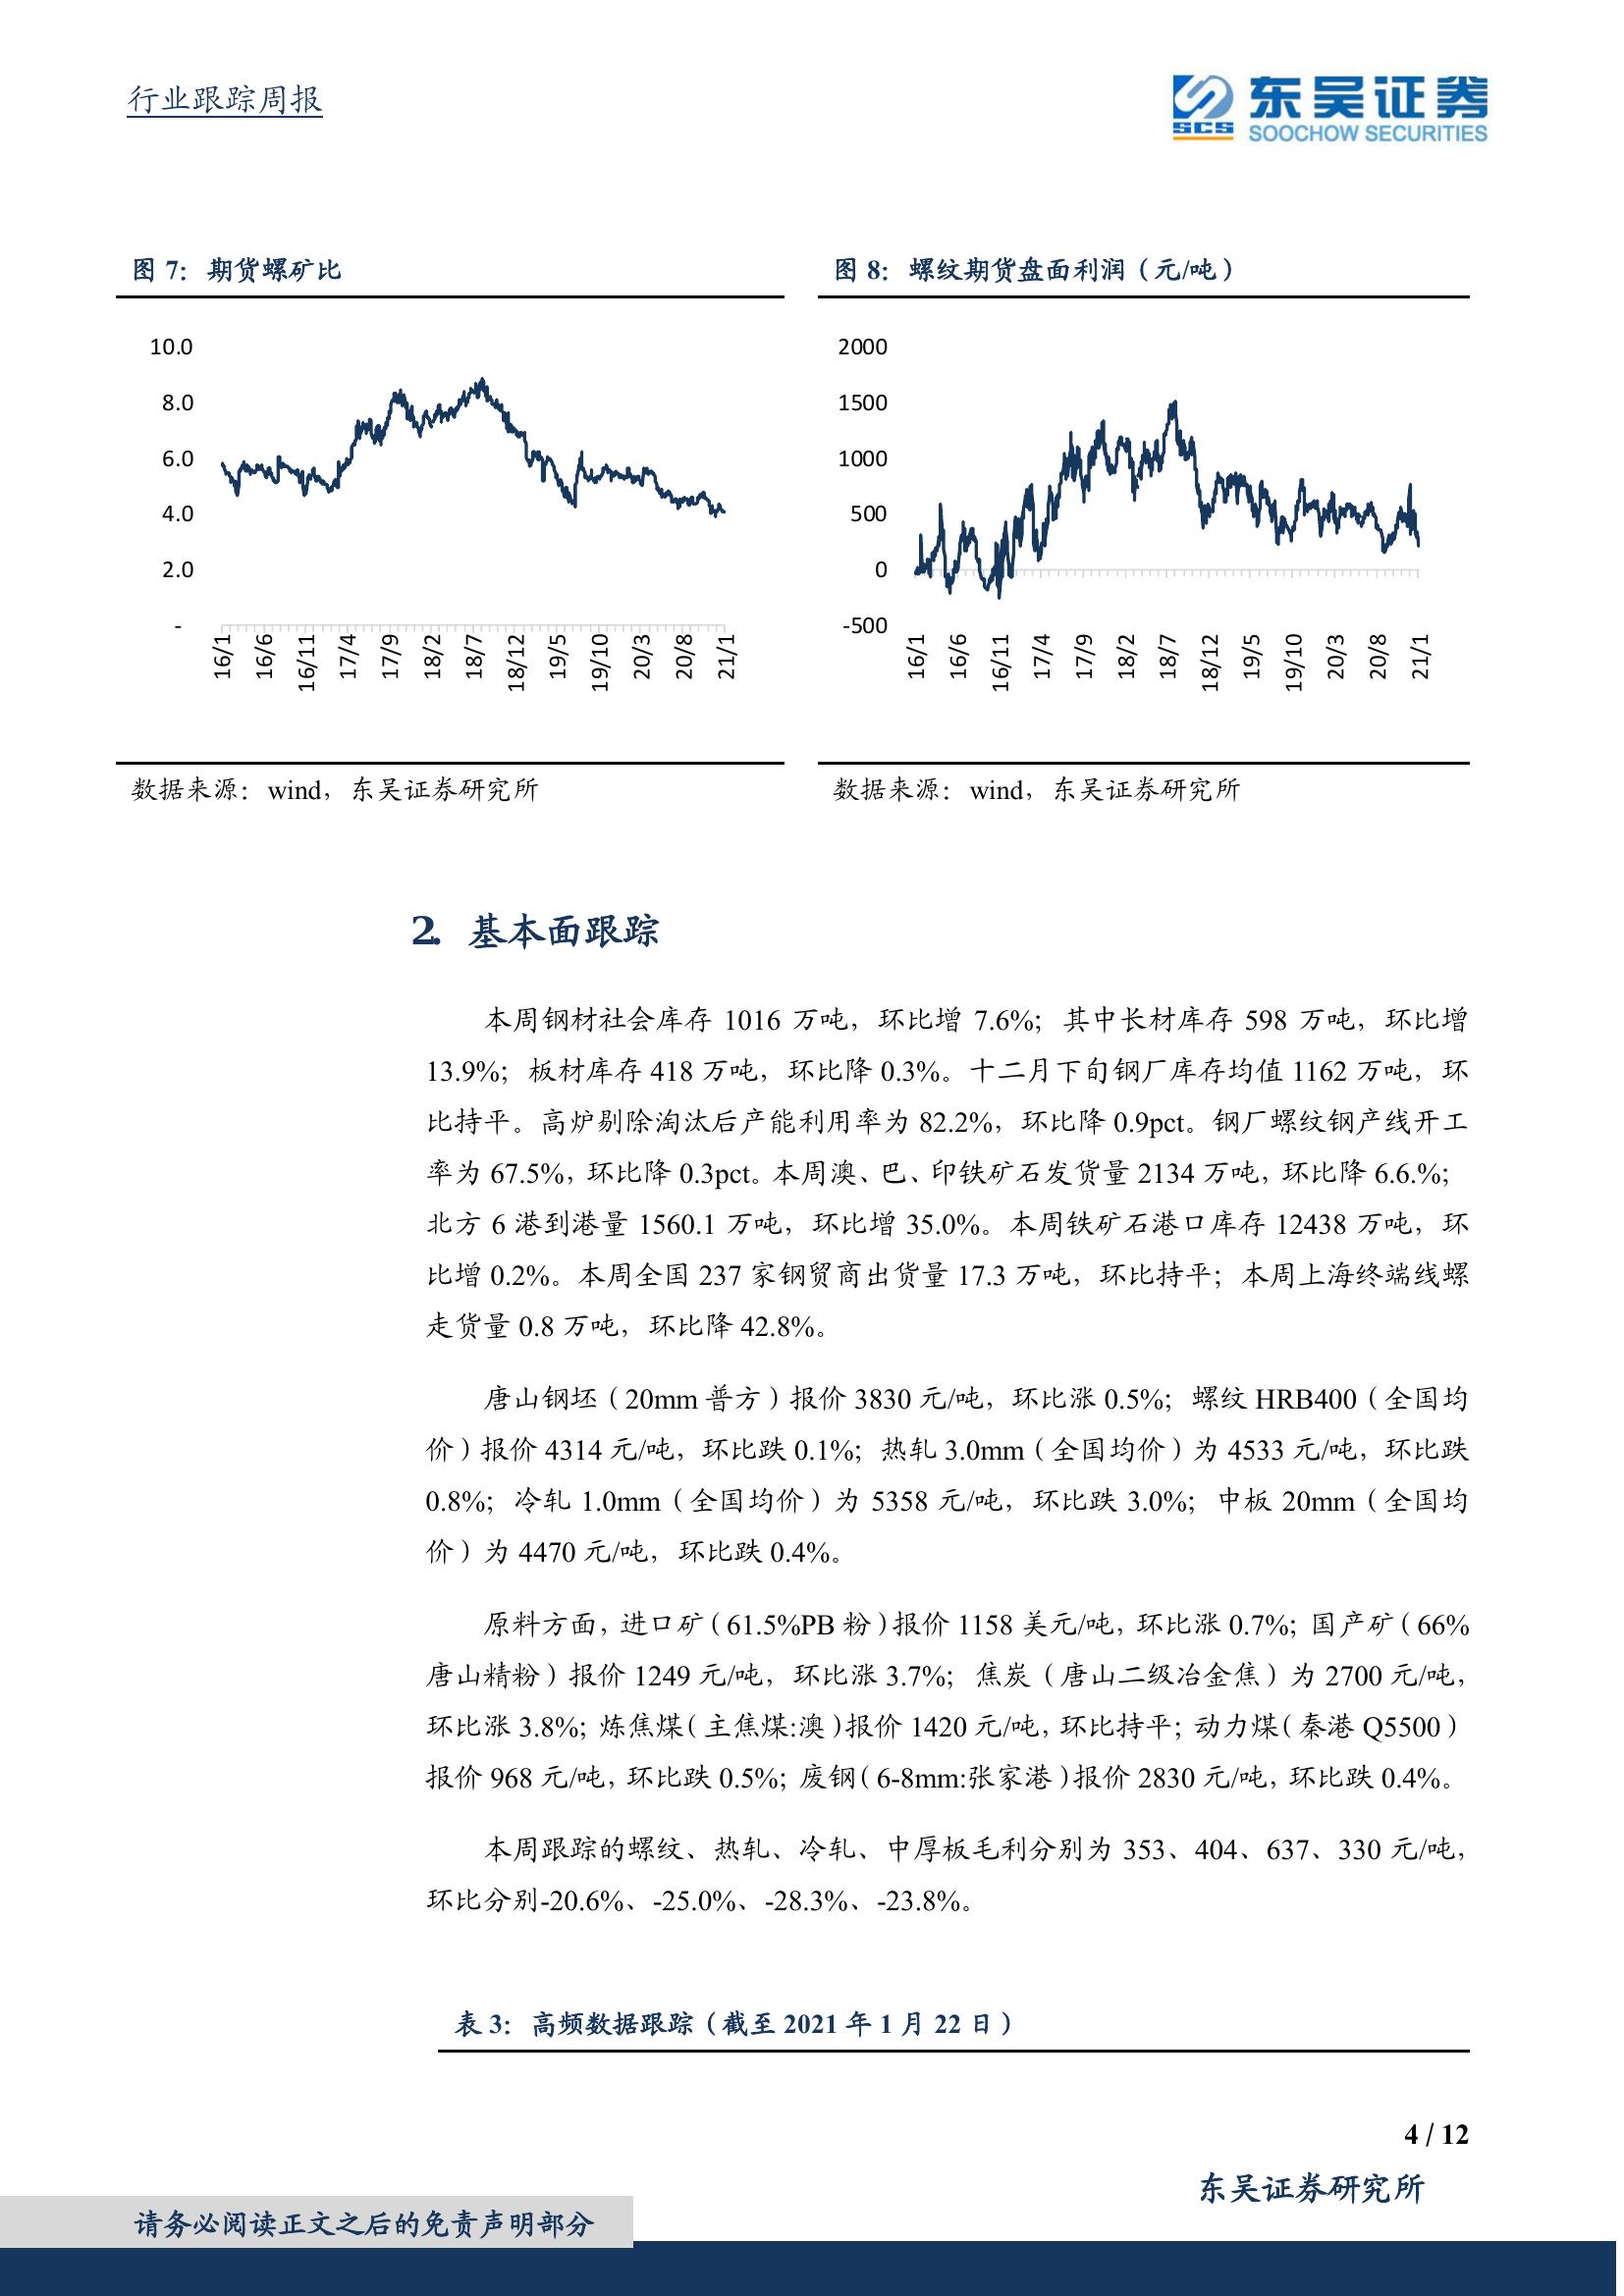 行业跟踪周报
SCS 东吴证券
SOOCHOW SECURITIES
图 7：期货螺矿比
10.0
8.0
6.0
4.0
2.0
-
16/1 16/6 16/11 17/4 17/9 18/2 18/7 18/12 19/5 19/10 20/3 20/8 21/1
数据来源：wind，东吴证券研究所
图 8：螺纹期货盘面利润（元/吨）
2000
1500
1000
500
0
-500
16/1 16/6 16/11 17/4 17/9 18/2 18/7 18/12 19/5 19/10 20/3 20/8 21/1
数据来源：wind，东吴证券研究所
2. 基本面跟踪
本周钢材社会库存 1016 万吨，环比增 7.6%；其中长材库存 598 万吨，环比增
13.9%；板材库存 418 万吨，环比降 0.3%。十二月下旬钢厂库存均值 1162 万吨，环
比持平。高炉剔除淘汰后产能利用率为 82.2%，环比降 0.9pct。钢厂螺纹钢产线开工
率为 67.5%，环比降 0.3pct。本周澳、巴、印铁矿石发货量 2134 万吨，环比降 6.6.%；
北方 6 港到港量 1560.1 万吨，环比增 35.0%。本周铁矿石港口库存 12438 万吨，环
比增 0.2%。本周全国 237 家钢贸商出货量 17.3 万吨，环比持平；本周上海终端线螺
走货量 0.8 万吨，环比降 42.8%。
唐山钢坯（20mm 普方）报价 3830 元/吨，环比涨 0.5%；螺纹 HRB400（全国均
价）报价 4314 元/吨，环比跌 0.1%；热轧 3.0mm（全国均价）为 4533 元/吨，环比跌
0.8%；冷轧 1.0mm（全国均价）为 5358 元/吨，环比跌 3.0%；中板 20mm（全国均
价）为 4470 元/吨，环比跌 0.4%。
原料方面，进口矿（61.5%PB 粉）报价 1158 美元/吨，环比涨 0.7%；国产矿（66%
唐山精粉）报价 1249 元/吨，环比涨 3.7%；焦炭（唐山二级冶金焦）为 2700 元/吨，
环比涨 3.8%；炼焦煤（主焦煤:澳）报价 1420 元/吨，环比持平；动力煤（秦港 Q5500）
报价 968 元/吨，环比跌 0.5%；废钢（6-8mm:张家港）报价 2830 元/吨，环比跌 0.4%。
本周跟踪的螺纹、热轧、冷轧、中厚板毛利分别为 353、404、637、330 元/吨，
环比分别-20.6%、-25.0%、-28.3%、-23.8%。
表 3：高频数据跟踪（截至 2021 年 1 月 22 日）
4 / 12
东吴证券研究所
请务必阅读正文之后的免责声明部分